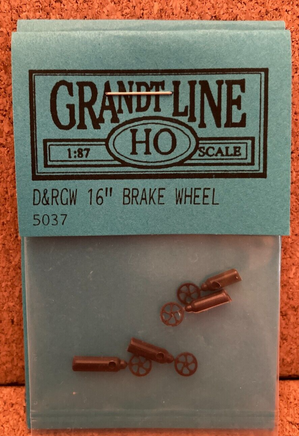 GRANDT LINE
1:87 HO SCALE
D&RGW 16" BRAKE WHEEL
5037